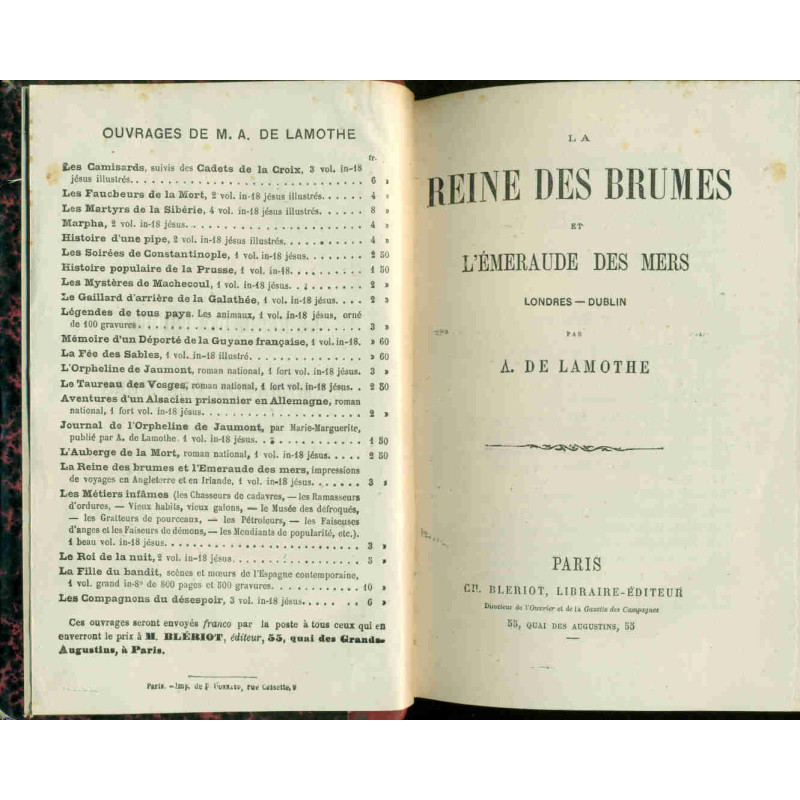 OUVRAGES DE M. A. DE LAMOTHE
fr.
Les Camisards, suivis des Cadets de la Croix, 3 vol. in-18
jésus illustrés. . . . . . . . . . 6 »
Les Faucheurs de la Mort, 2 vol. in-18 jésus illustrés. . . . . . 4 »
Les Martyrs de la Sibérie, 4 vol. in-18 jésus illustrés. . . . . . 8 »
Marpha, 2 vol. in-18 jésus. . . . . . . . . . 4 »
Histoire d'une pipe, 2 vol. in-18 jésus illustrés. . . . . . . . 4 »
Les Soirées de Constantinople, 1 vol. in-18 jésus. . . . . . . . 2 50
Histoire populaire de la Prusse, 1 vol. in-18. . . . . . . . . 1 50
Les Mystères de Machecoul, 1 vol. in-18 jésus. . . . . . . . 2 »
Le Gaillard d'arrière de la Galathée, 1 vol. in-18 jésus. . . . 2 »
Légendes de tous pays. Les animaux, 1 vol. in-18 jésus, orné
de 100 gravures. . . . . . . . . . 3 »
Mémoire d'un Déporté de la Guyane française, 1 vol. in-18. » 60
La Fée des Sables, 1 vol. in-18 illustré. . . . . . . . . . » 60
L'Orpheline de Jaumont, roman national, 1 fort vol. in-18 jésus. 3 »
Le Taureau des Vosges, roman national, 1 fort vol. in-18 jésus. . 2 50
Aventures d'un Alsacien prisonnier en Allemagne, roman
national, 1 fort vol. in-18 jésus. . . . . . . . . . 2 »
Journal de l'Orpheline de Jaumont, par Marie-Marguerite,
publié par A. de Lamothe. 1 vol. in-18 jésus. . . . . . . . . 1 50
L'Auberge de la Mort, roman national, 1 vol. in-18 jésus. . . . . 2 50
La Reine des brumes et l'Emeraude des mers, impressions
de voyages en Angleterre et en Irlande, 1 vol. in-18 jésus. . . . . . . 3 »
Les Métiers infâmes (les Chasseurs de cadavres, — les Ramasseurs
d'ordures, — Vieux habits, vieux galons, — le Musée des défroqués,
— les Gratteurs de pourceaux, — les Pétroleurs, — les Faiseuses
d'anges et les Faiseurs de démons, — les Mendiants de popularité, etc.).
1 beau vol. in-18 jésus. . . . . . . . . . 3 »
Le Roi de la nuit, 2 vol. in-18 jésus. . . . . . . . . . 5 »
La Fille du bandit, scènes et mœurs de l'Espagne contemporaine,
1 vol. grand in-8° de 800 pages et 500 gravures. . . . . . . . . 10 »
Les Compagnons du désespoir, 3 vol. in-18 jésus. . . . . . . 6 »
Ces ouvrages seront envoyés franco par la poste à tous ceux qui en
enverront le prix à M. BLÉRIOT, éditeur, 55, quai des Grands-
Augustins, à Paris.
Paris. — Imp. de rue Cassette, 9
LA
REINE DES BRUMES
ET
L'ÉMERAUDE DES MERS
LONDRES — DUBLIN
PAR
A. DE LAMOTHE
PARIS
CH. BLERIOT, LIBRAIRE-ÉDITEUR
Directeur de l'Ouvrier et de la Gazette des Campagnes
55, QUAI DES AUGUSTINS, 55